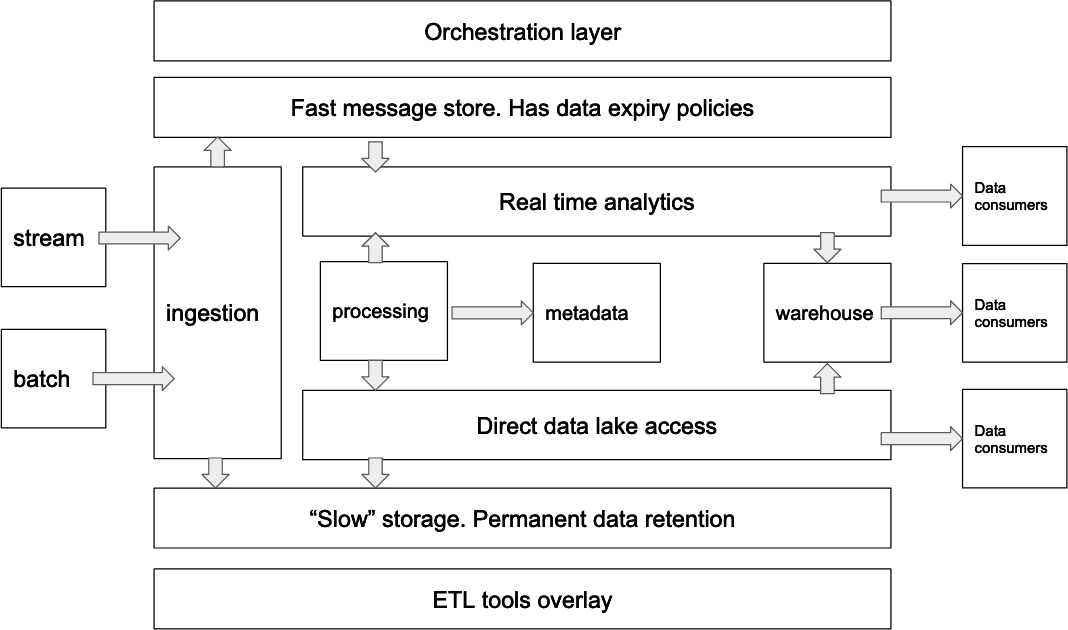 Orchestration layer
Fast message store. Has data expiry policies
stream
batch
ingestion
Real time analytics
processing
metadata
warehouse
Direct data lake access
Data
consumers
Data
consumers
Data
consumers
“Slow” storage. Permanent data retention
ETL tools overlay